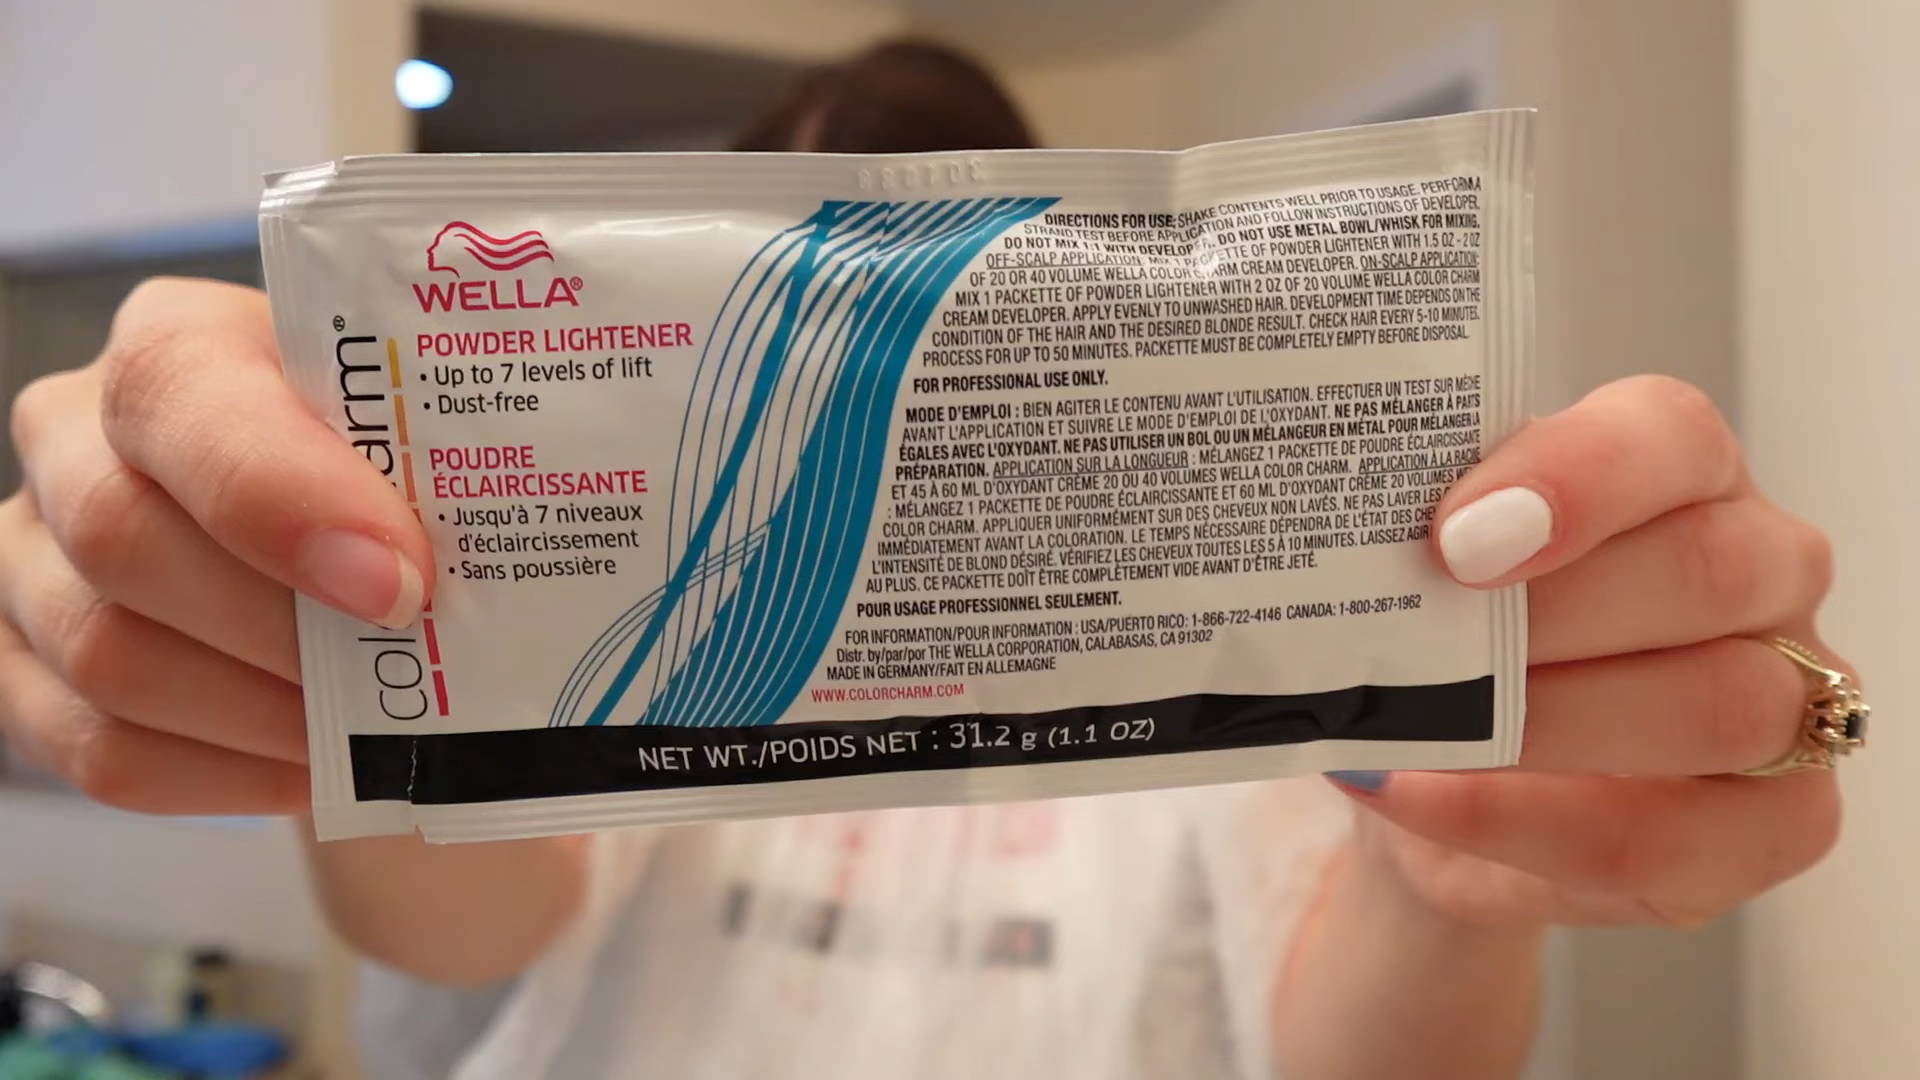 WELLA®
POWDER LIGHTENER
• Up to 7 levels of lift
• Dust-free
POUDRE
ÉCLAIRCISSANTE
• Jusqu'à 7 niveaux
d'éclaircissement
• Sans poussière
col arm®
DIRECTIONS FOR USE: SHAKE CONTENTS WELL PRIOR TO USAGE. PERFORM A
STRAND TEST BEFORE APPLICATION AND FOLLOW INSTRUCTIONS OF DEVELOPER.
DO NOT MIX 1:1 WITH DEVELOPER. DO NOT USE METAL BOWL/WHISK FOR MIXING.
OFF-SCALP APPLICATION: MIX 1 PACKETTE OF POWDER LIGHTENER WITH 1.5 OZ - 2 OZ
OF 20 OR 40 VOLUME WELLA COLOR CHARM CREAM DEVELOPER. ON-SCALP APPLICATION:
MIX 1 PACKETTE OF POWDER LIGHTENER WITH 2 OZ OF 20 VOLUME WELLA COLOR CHARM
CREAM DEVELOPER. APPLY EVENLY TO UNWASHED HAIR. DEVELOPMENT TIME DEPENDS ON THE
CONDITION OF THE HAIR AND THE DESIRED BLONDE RESULT. CHECK HAIR EVERY 5-10 MINUTES.
PROCESS FOR UP TO 50 MINUTES. PACKETTE MUST BE COMPLETELY EMPTY BEFORE DISPOSAL
FOR PROFESSIONAL USE ONLY.
MODE D'EMPLOI : BIEN AGITER LE CONTENU AVANT L'UTILISATION. EFFECTUER UN TEST SUR MÈCHE
AVANT L'APPLICATION ET SUIVRE LE MODE D'EMPLOI DE L'OXYDANT. NE PAS MÉLANGER À PARTS
ÉGALES AVEC L'OXYDANT. NE PAS UTILISER UN BOL OU UN MÉLANGEUR EN MÉTAL POUR MÉLANGER LA
PRÉPARATION. APPLICATION SUR LA LONGUEUR : MÉLANGEZ 1 PACKETTE DE POUDRE ÉCLAIRCISSANTE
ET 45 À 60 ML D'OXYDANT CRÈME 20 OU 40 VOLUMES WELLA COLOR CHARM. APPLICATION À LA RACINE
: MÉLANGEZ 1 PACKETTE DE POUDRE ÉCLAIRCISSANTE ET 60 ML D'OXYDANT CRÈME 20 VOLUMES
COLOR CHARM. APPLIQUER UNIFORMÉMENT SUR DES CHEVEUX NON LAVÉS. NE PAS LAVER LES
IMMÉDIATEMENT AVANT LA COLORATION. LE TEMPS NÉCESSAIRE DÉPENDRA DE L'ÉTAT DES
L'INTENSITÉ DE BLOND DÉSIRÉ. VÉRIFIEZ LES CHEVEUX TOUTES LES 5 À 10 MINUTES. LAISSEZ AGIR
AU PLUS. CE PACKETTE DOIT ÊTRE COMPLÈTEMENT VIDE AVANT D'ÊTRE JETÉ.
POUR USAGE PROFESSIONNEL SEULEMENT.
FOR INFORMATION/POUR INFORMATION : USA/PUERTO RICO: 1-866-722-4146 CANADA: 1-800-267-1962
Distr. by/par/por THE WELLA CORPORATION, CALABASAS, CA 91302
MADE IN GERMANY/FAIT EN ALLEMAGNE
WWW.COLORCHARM.COM
NET WT./POIDS NET : 31.2 g (1.1 OZ)